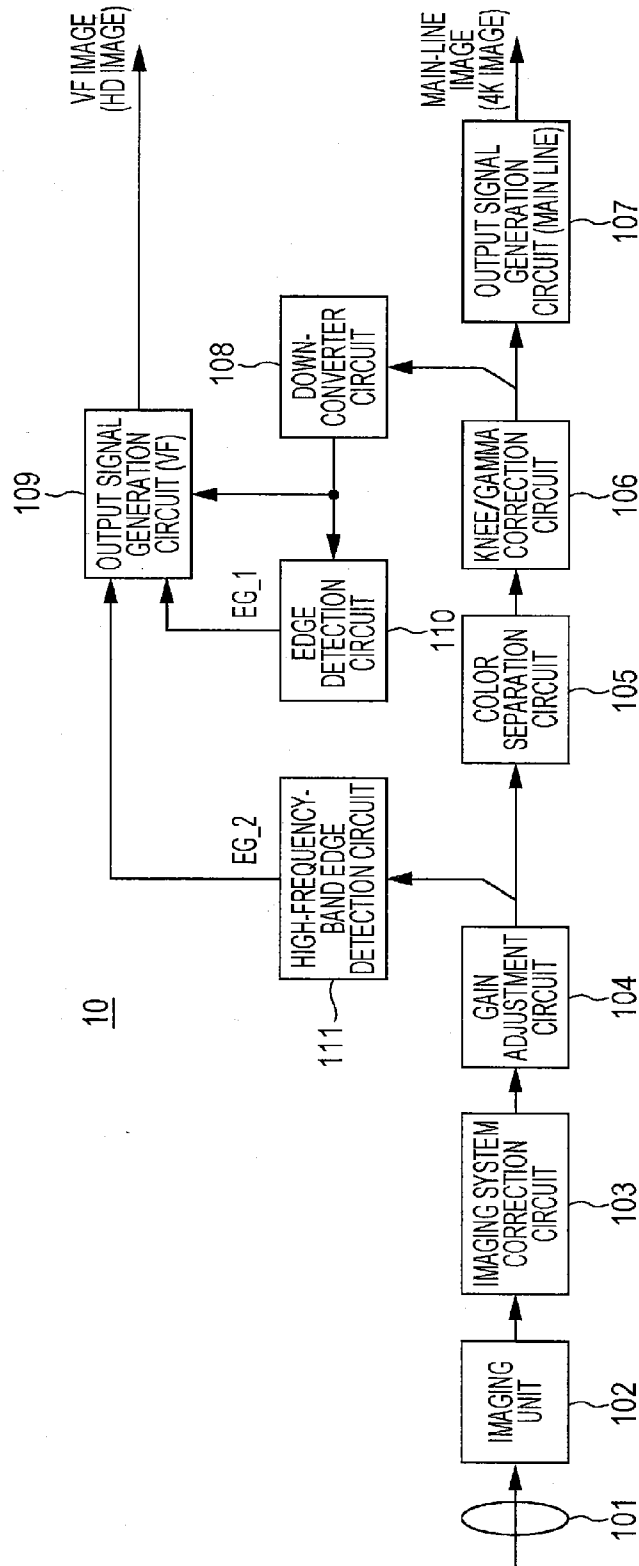 10
101
IMAGING
UNIT
102
IMAGING SYSTEM
CORRECTION
CIRCUIT
103
GAIN
ADJUSTMENT
CIRCUIT
104
COLOR
SEPARATION
CIRCUIT
105
KNEE/GAMMA
CORRECTION
CIRCUIT
106
OUTPUT SIGNAL
GENERATION
CIRCUIT (MAIN LINE)
107
MAIN-LINE
IMAGE
(4K IMAGE)
HIGH-FREQUENCY-
BAND EDGE
DETECTION CIRCUIT
111
EG_2
EDGE
DETECTION
CIRCUIT
110
EG_1
DOWN-
CONVERTER
CIRCUIT
108
OUTPUT SIGNAL
GENERATION
CIRCUIT (VF)
109
VF IMAGE
(HD IMAGE)